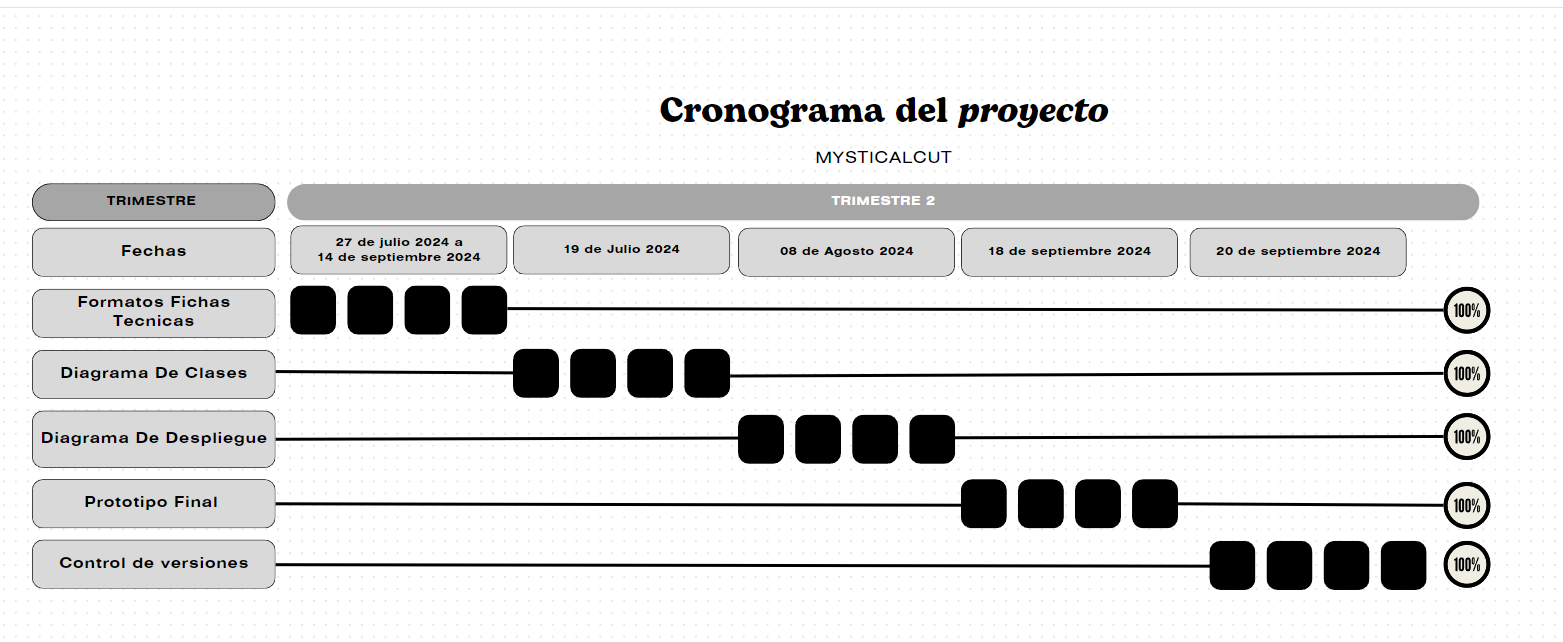 Cronograma del proyecto
MYSTICALCUT
TRIMESTRE
TRIMESTRE 2
Fechas
27 de julio 2024 a
14 de septiembre 2024
19 de Julio 2024
08 de Agosto 2024
18 de septiembre 2024
20 de septiembre 2024
Formatos Fichas
Tecnicas
100%
Diagrama De Clases
100%
Diagrama De Despliegue
100%
Prototipo Final
100%
Control de versiones
100%